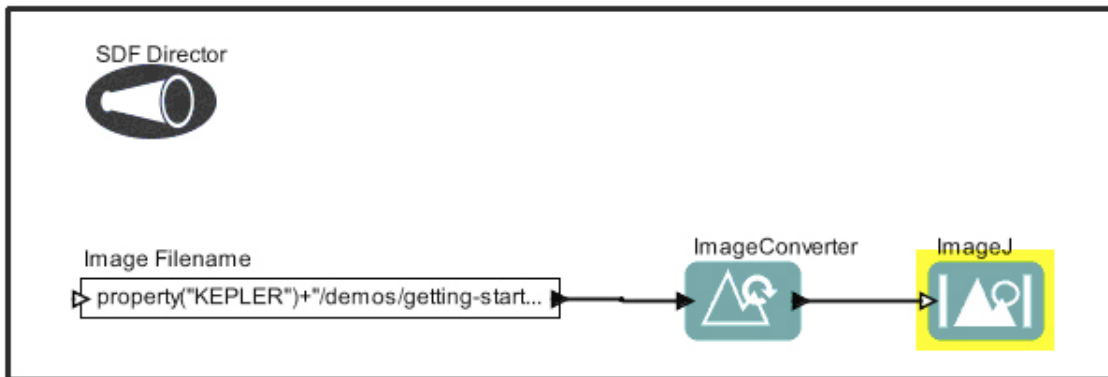 SDF Director
Image Filename
property("KEPLER")+"/demos/getting-start...
ImageConverter
ImageJ